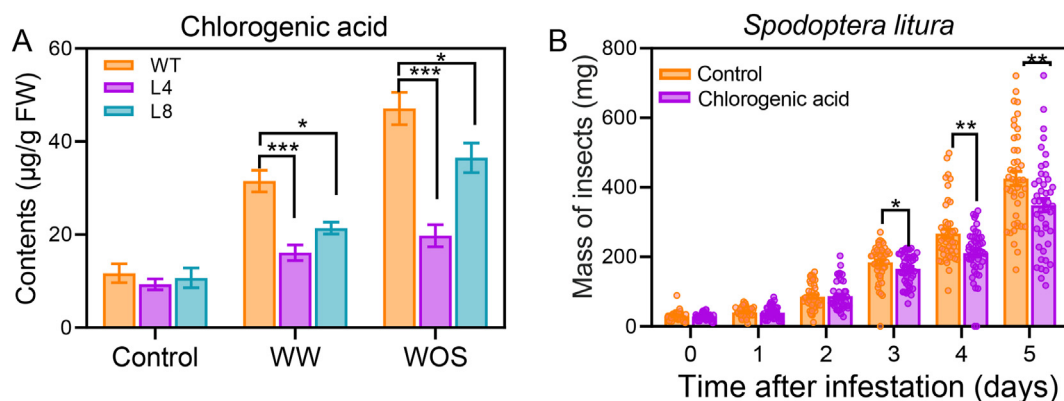 A
Chlorogenic acid
Contents (µg/g FW)
60
40
20
0
WT
L4
L8
***
*
***
*
Control
WW
WOS
B
Spodoptera litura
Mass of insects (mg)
800
600
400
200
0
Control
Chlorogenic acid
*
**
**
0
1
2
3
4
5
Time after infestation (days)